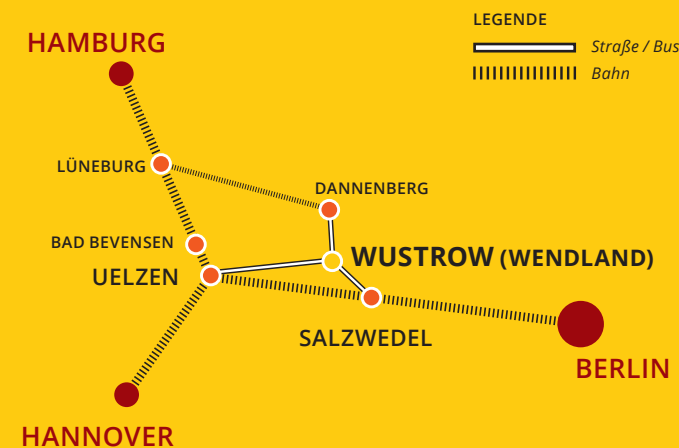 LEGENDE
HAMBURG
Straße / Bus
Bahn
LÜNEBURG
DANNENBERG
BAD BEVENSEN
WUSTROW (WENDLAND)
UELZEN
SALZWEDEL
BERLIN
HANNOVER